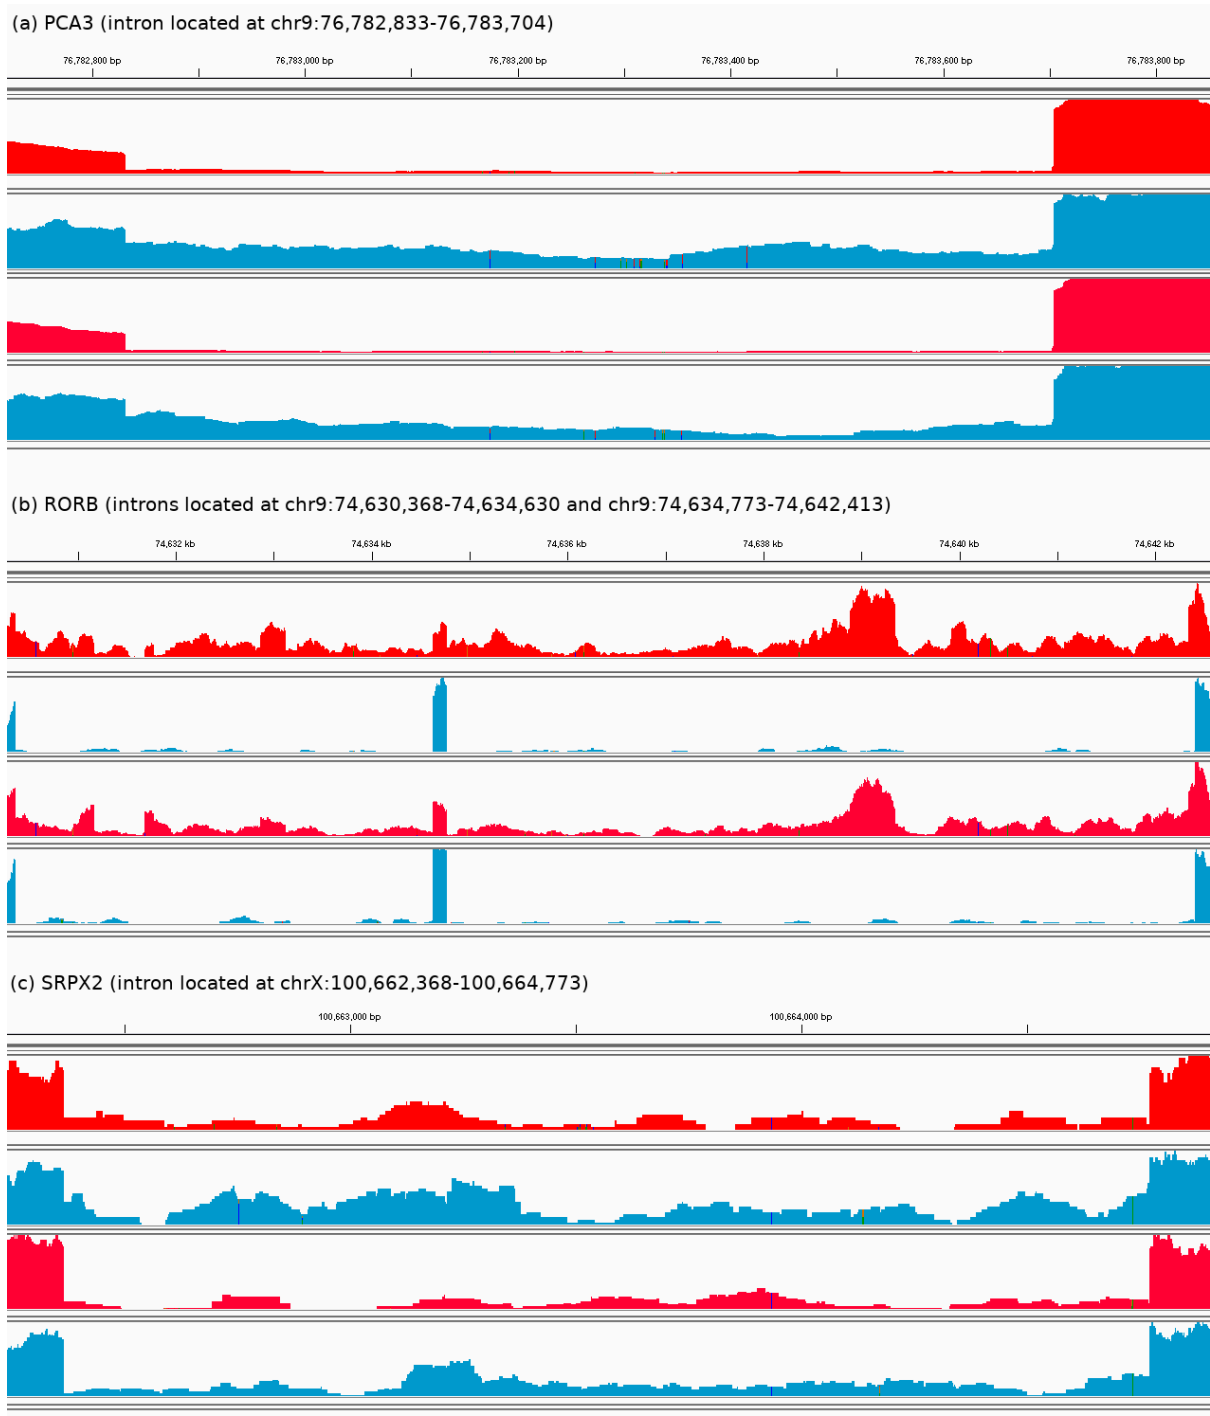 (a) PCA3 (intron located at chr9:76,782,833-76,783,704)
76,782,800 bp 76,783,000 bp 76,783,200 bp 76,783,400 bp 76,783,600 bp 76,783,800 bp
(b) RORB (introns located at chr9:74,630,368-74,634,630 and chr9:74,634,773-74,642,413)
74,632 kb 74,634 kb 74,636 kb 74,638 kb 74,640 kb 74,642 kb
(c) SRPX2 (intron located at chrX:100,662,368-100,664,773)
100,663,000 bp 100,664,000 bp